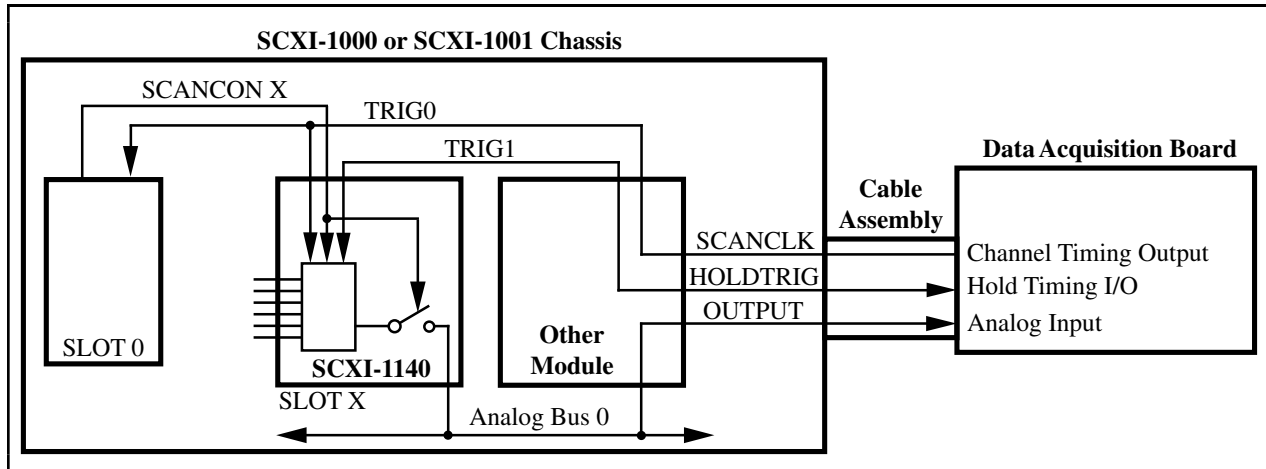 SCXI-1000 or SCXI-1001 Chassis
SCANCON X
TRIG0
TRIG1
Data Acquisition Board
Cable
Assembly
SCANCLK
Channel Timing Output
HOLDTRIG
Hold Timing I/O
OUTPUT
Analog Input
SLOT 0
Other
Module
SCXI-1140
SLOT X
Analog Bus 0